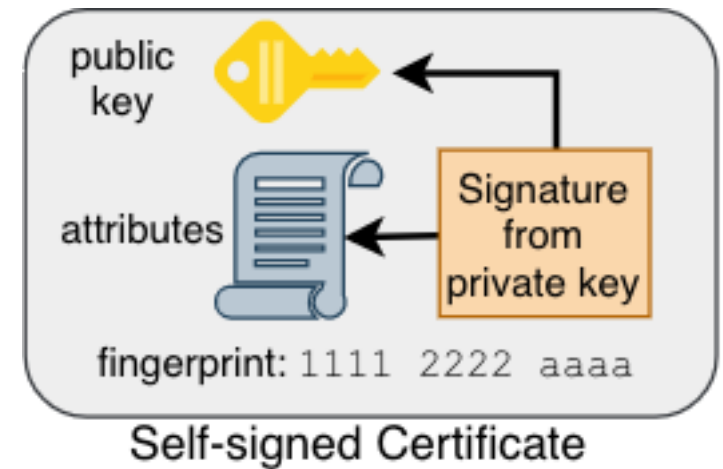 public
key
attributes
Signature
from
private key
fingerprint: 1111 2222 aaaa
Self-signed Certificate